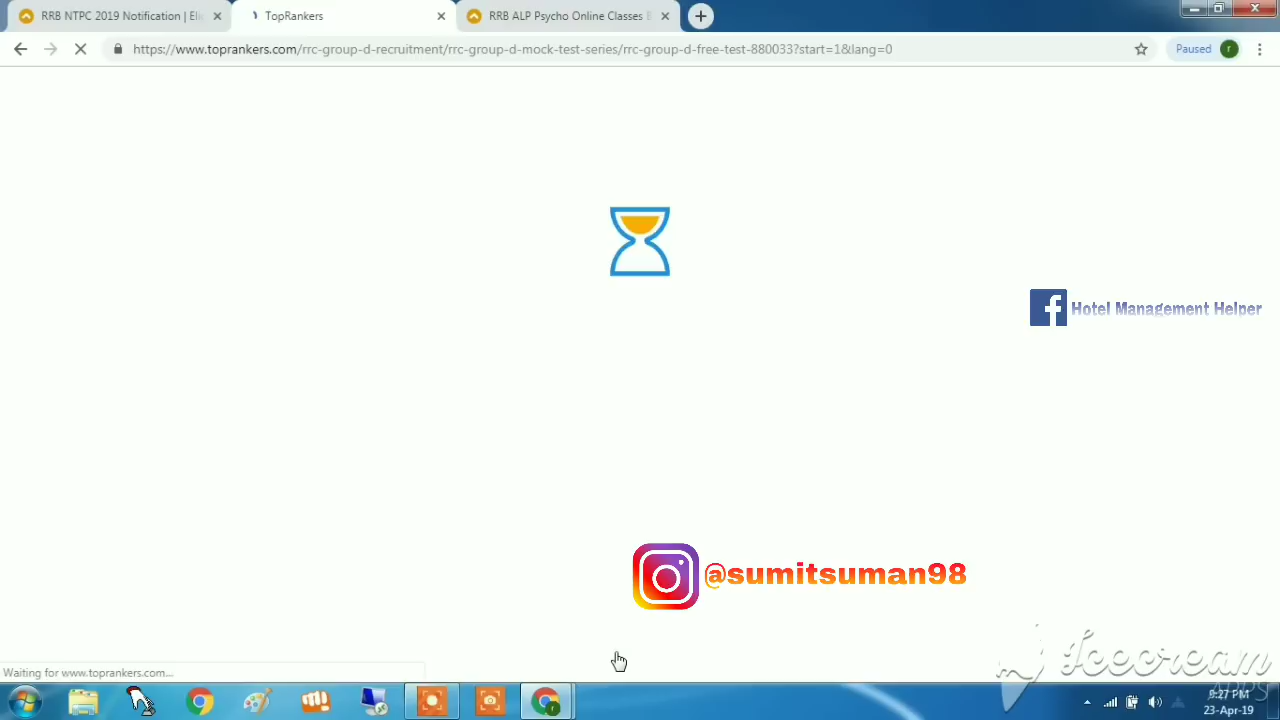 RRB NTPC 2019 Notification | Eli
TopRankers
RRB ALP Psycho Online Classes
https://www.toprankers.com/rrc-group-d-recruitment/rrc-group-d-mock-test-series/rrc-group-d-free-test-880033?start=1&lang=0
Paused
r
Hotel Management Helper
@sumitsuman98
Waiting for www.toprankers.com...
Icecream
APPS
9:27 PM
23-Apr-19